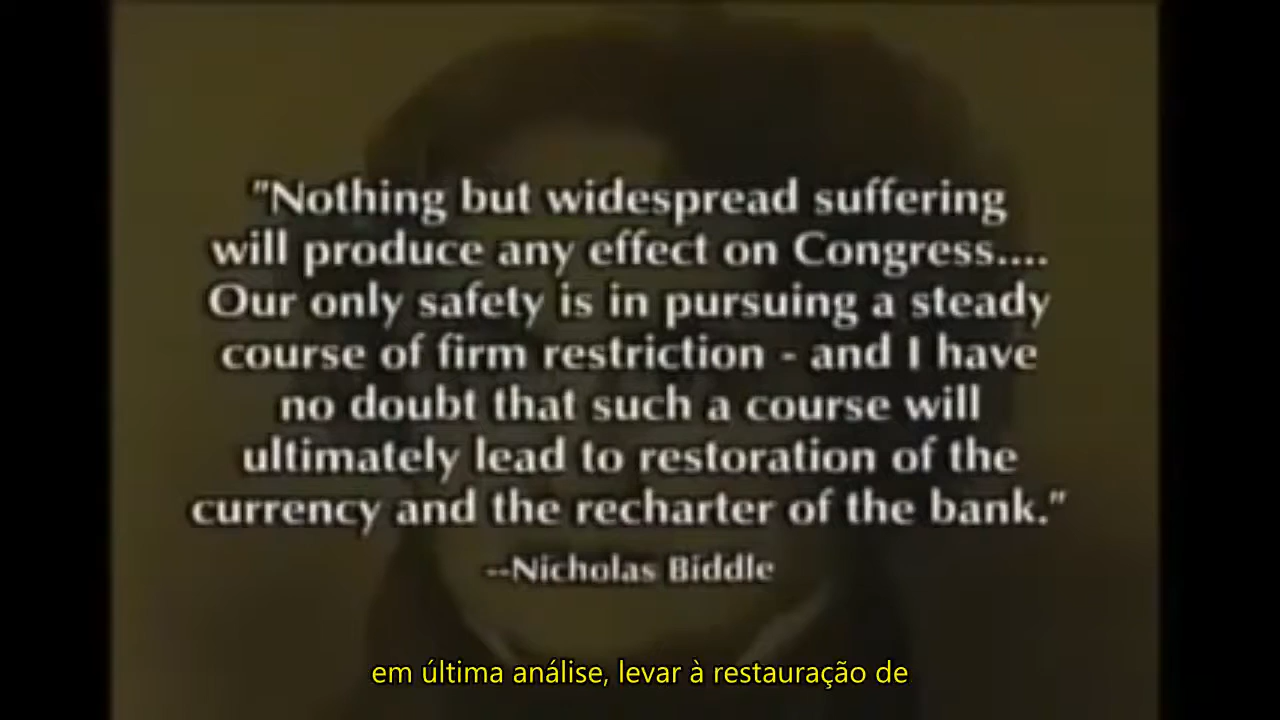 "Nothing but widespread suffering
will produce any effect on Congress....
Our only safety is in pursuing a steady
course of firm restriction - and I have
no doubt that such a course will
ultimately lead to restoration of the
currency and the recharter of the bank."
--Nicholas Biddle
em última análise, levar à restauração de